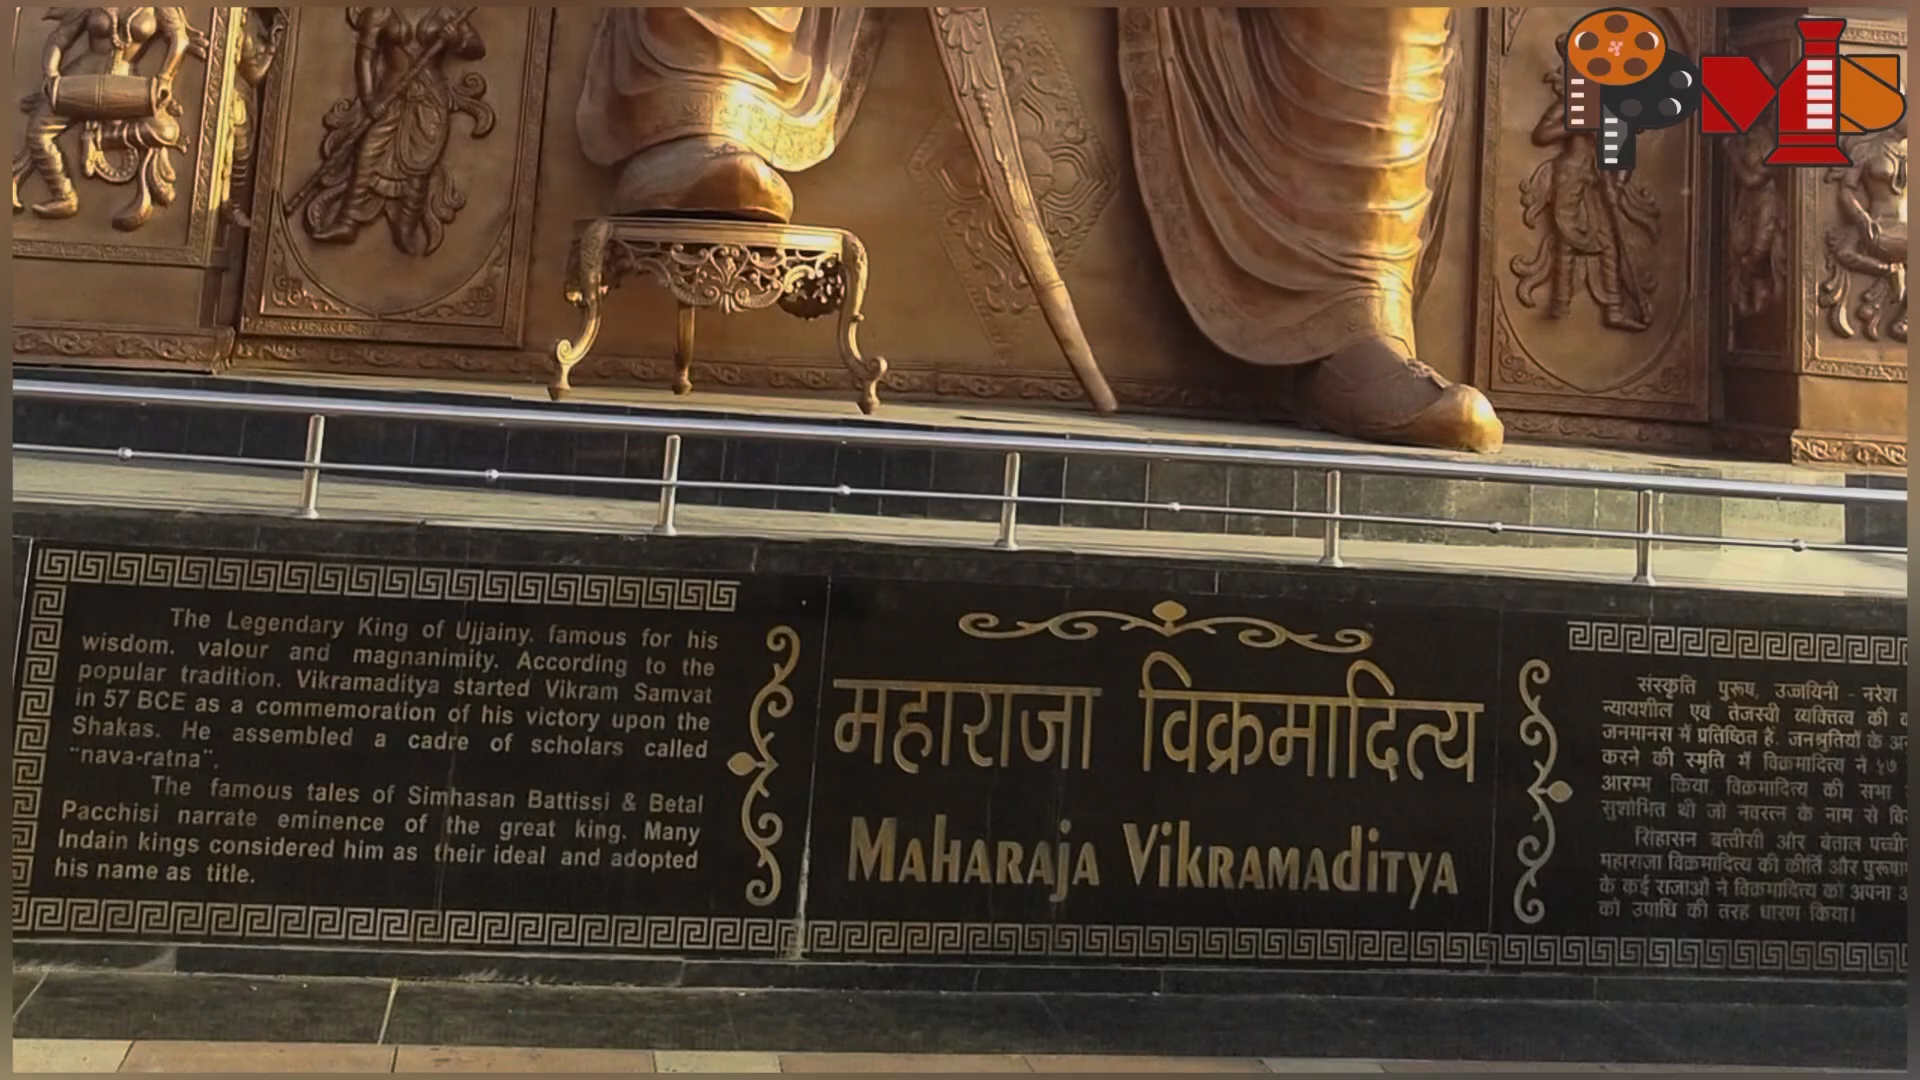 The Legendary King of Ujjainy. famous for his
wisdom. valour and magnanimity. According to the
popular tradition. Vikramaditya started Vikram Samvat
in 57 BCE as a commemoration of his victory upon the
Shakas. He assembled a cadre of scholars called
"nava-ratna".
The famous tales of Simhasan Battissi & Betal
Pacchisi narrate eminence of the great king. Many
Indain kings considered him as their ideal and adopted
his name as title.
महाराजा विक्रमादित्य
Maharaja Vikramaditya
संस्कृति पुरूष, उज्जयिनी - नरेश
न्यायशील एवं तेजस्वी व्यक्तित्व की
जनमानस में प्रतिष्ठित हैं. जनश्रुतियों के
करने की स्मृति में विक्रमादित्य ने ५७
आरम्भ किया. विक्रमादित्य की सभा
सुशोभित थी जो नवरत्न के नाम से
सिंहासन बत्तीसी और बेताल
महाराजा विक्रमादित्य की कीर्ति और
के कई राजाओं ने विक्रमादित्य को अपना
को उपाधि की तरह धारण किया।